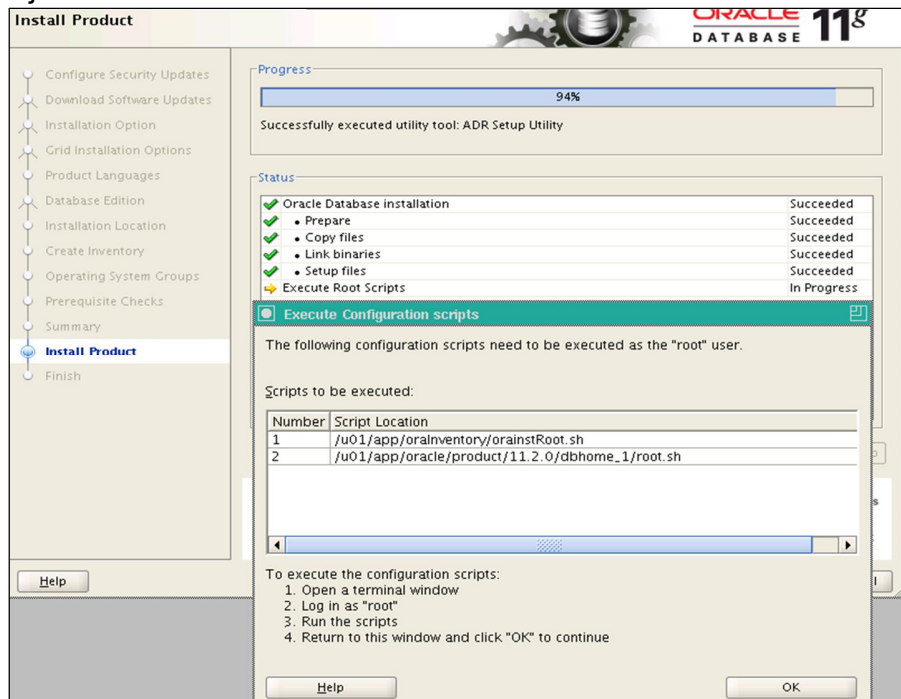 Install Product
ORACLE
DATABASE 11g
Configure Security Updates
Download Software Updates
Installation Option
Grid Installation Options
Product Languages
Database Edition
Installation Location
Create Inventory
Operating System Groups
Prerequisite Checks
Summary
Install Product
Finish
Progress
94%
Successfully executed utility tool: ADR Setup Utility
Status
Oracle Database installation Succeeded
• Prepare Succeeded
• Copy files Succeeded
• Link binaries Succeeded
• Setup files Succeeded
Execute Root Scripts In Progress
Execute Configuration scripts
The following configuration scripts need to be executed as the "root" user.
Scripts to be executed:
Number Script Location
1 /u01/app/oraInventory/orainstRoot.sh
2 /u01/app/oracle/product/11.2.0/dbhome_1/root.sh
To execute the configuration scripts:
1. Open a terminal window
2. Log in as "root"
3. Run the scripts
4. Return to this window and click "OK" to continue
Help
Help OK